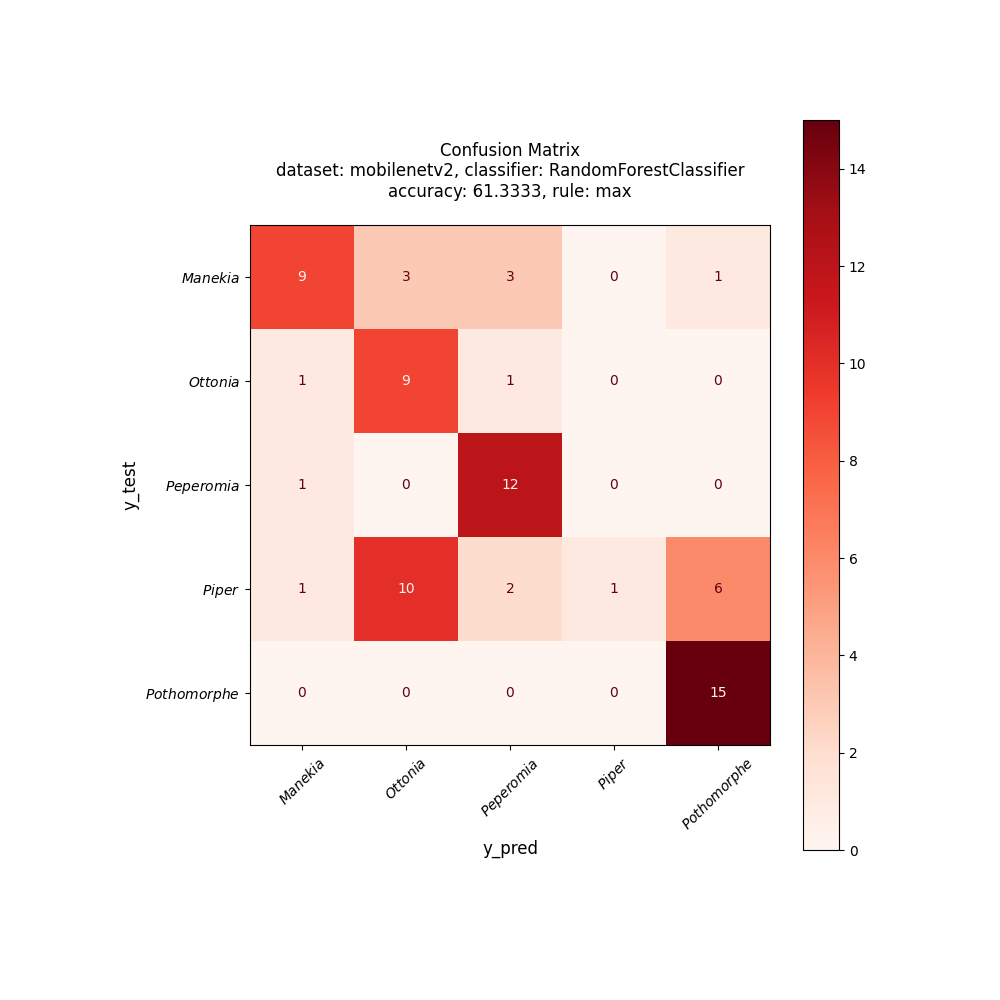 Confusion Matrix
dataset: mobilenetv2, classifier: RandomForestClassifier
accuracy: 61.3333, rule: max
y_test
Manekia 9 3 3 0 1
Ottonia 1 9 1 0 0
Peperomia 1 0 12 0 0
Piper 1 10 2 1 6
Pothomorphe 0 0 0 0 15
Manekia Ottonia Peperomia Piper Pothomorphe
y_pred
14
12
10
8
6
4
2
0